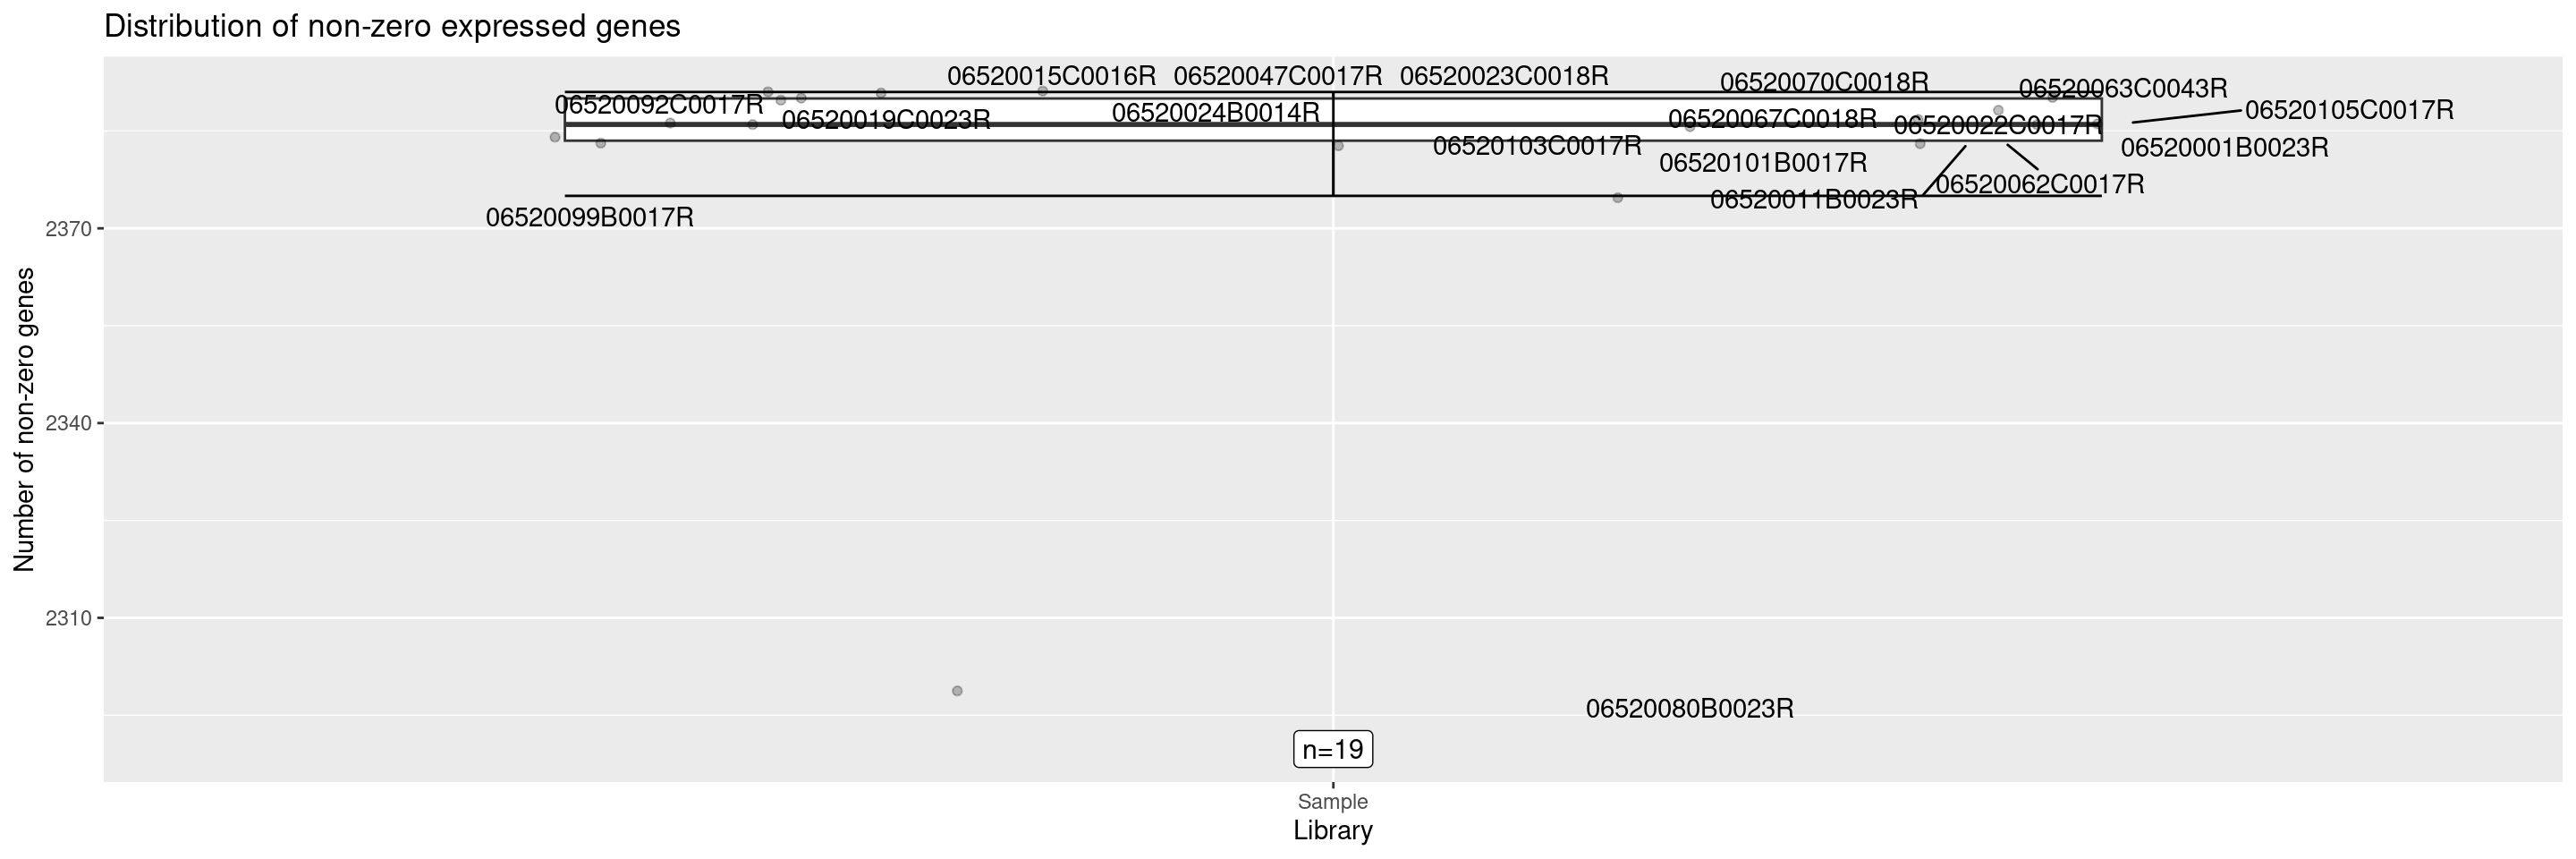 Distribution of non-zero expressed genes
Number of non-zero genes
2370
2340
2310
06520015C0016R
06520047C0017R
06520023C0018R
06520070C0018R
06520063C0043R
06520092C0017R
06520019C0023R
06520024B0014R
06520067C0018R
06520022C0017R
06520105C0017R
06520103C0017R
06520101B0017R
06520001B0023R
06520062C0017R
06520011B0023R
06520099B0017R
06520080B0023R
n=19
Sample
Library